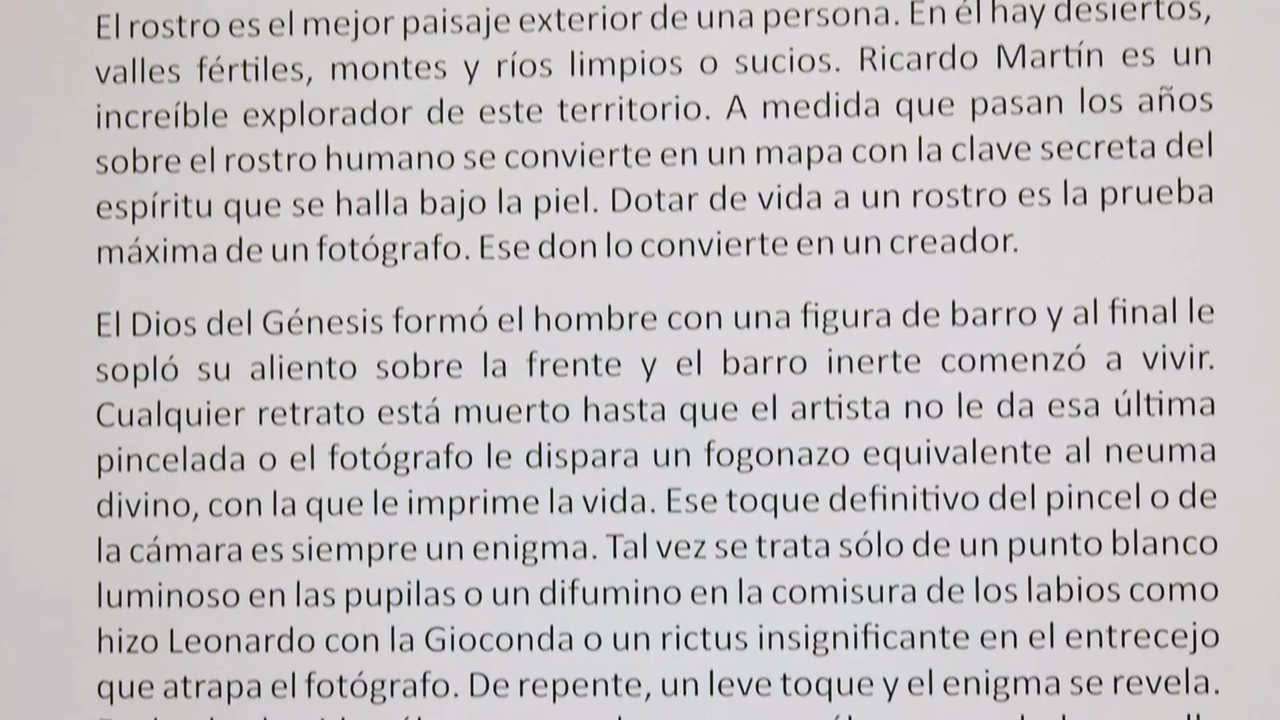 El rostro es el mejor paisaje exterior de una persona. En él hay desiertos,
valles fértiles, montes y ríos limpios o sucios. Ricardo Martín es un
increíble explorador de este territorio. A medida que pasan los años
sobre el rostro humano se convierte en un mapa con la clave secreta del
espíritu que se halla bajo la piel. Dotar de vida a un rostro es la prueba
máxima de un fotógrafo. Ese don lo convierte en un creador.
El Dios del Génesis formó el hombre con una figura de barro y al final le
sopló su aliento sobre la frente y el barro inerte comenzó a vivir.
Cualquier retrato está muerto hasta que el artista no le da esa última
pincelada o el fotógrafo le dispara un fogonazo equivalente al neuma
divino, con la que le imprime la vida. Ese toque definitivo del pincel o de
la cámara es siempre un enigma. Tal vez se trata sólo de un punto blanco
luminoso en las pupilas o un difumino en la comisura de los labios como
hizo Leonardo con la Gioconda o un rictus insignificante en el entrecejo
que atrapa el fotógrafo. De repente, un leve toque y el enigma se revela.